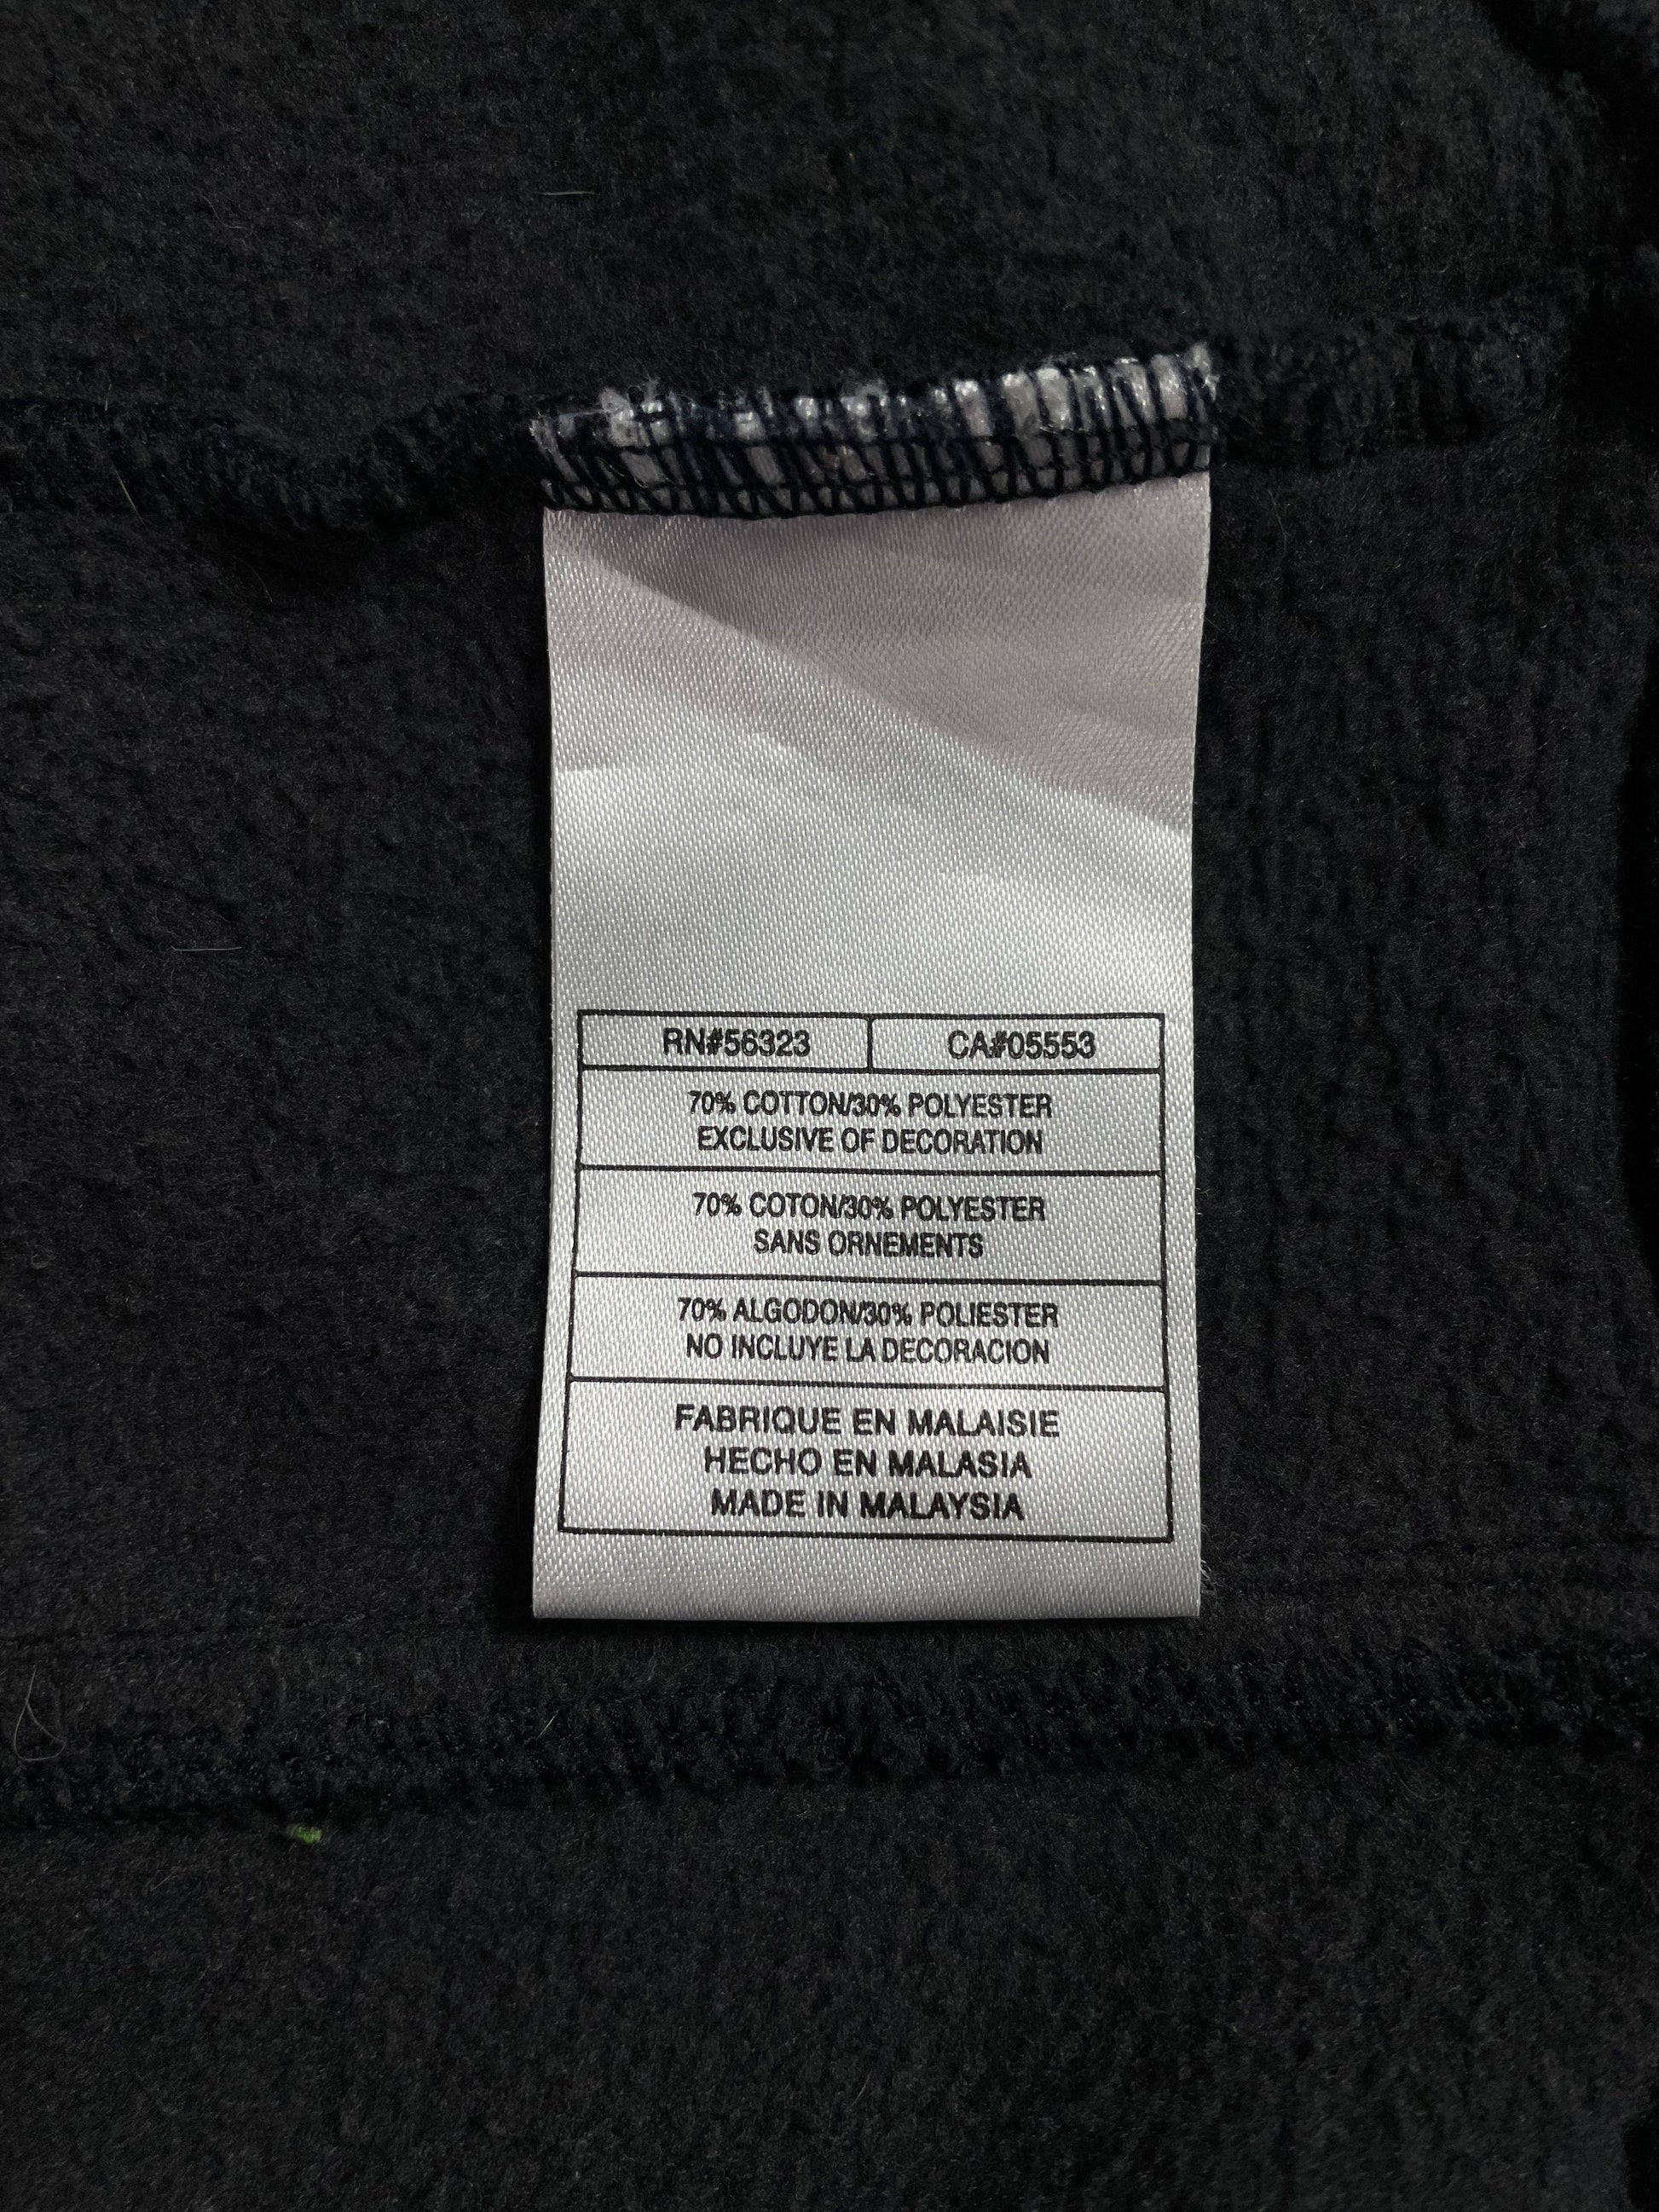 RN#56323 CA#05553
70% COTTON/30% POLYESTER
EXCLUSIVE OF DECORATION
70% COTON/30% POLYESTER
SANS ORNEMENTS
70% ALGODON/30% POLIESTER
NO INCLUYE LA DECORACION
FABRIQUE EN MALAISIE
HECHO EN MALASIA
MADE IN MALAYSIA